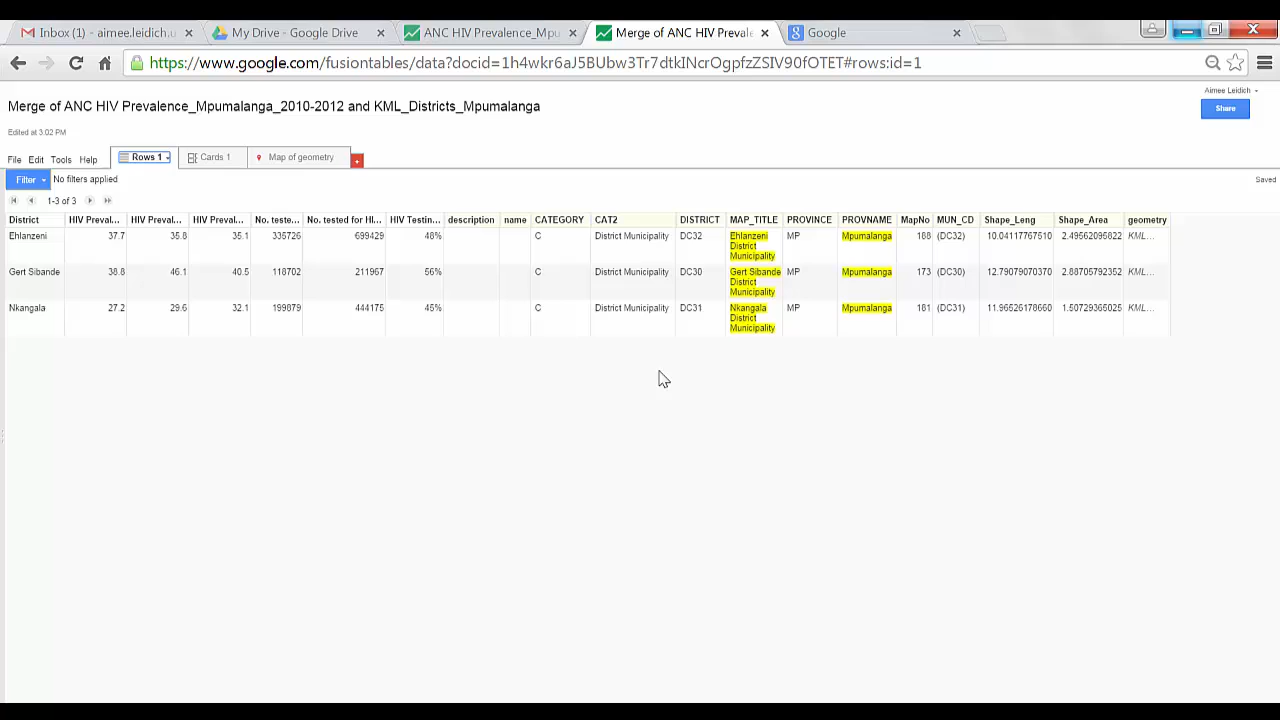 Inbox (1) - aimee.leidich.u
My Drive - Google Drive
ANC HIV Prevalence_M
Merge of ANC HIV Prevale
Google
https://www.google.com/fusiontables/data?docid=1h4wkr6aJ5BUbw3Tr7dtkINcrOgpfzZSIV90fOTET#rows:id=1
Aimee Leidich
Merge of ANC HIV Prevalence_Mpumalanga_2010-2012 and KML_Districts_Mpumalanga
Share
Edited at 3:02 PM
File Edit Tools Help Rows 1 Cards 1 Map of geometry +
Filter No filters applied Saved
1-3 of 3
District HIV Preval... HIV Preval... HIV Preval... No. teste... No. tested for HI... HIV Testin... description name CATEGORY CAT2 DISTRICT MAP_TITLE PROVINCE PROVNAME MapNo MUN_CD Shape_Leng Shape_Area geometry
Ehlanzeni 37.7 35.8 35.1 335726 699429 48% C District Municipality DC32 Ehlanzeni MP Mpumalanga 188 (DC32) 10.04117767510 2.49562095822 KML...
District
Municipality
Gert Sibande 38.8 46.1 40.5 118702 211967 56% C District Municipality DC30 Gert Sibande MP Mpumalanga 173 (DC30) 12.79079070370 2.88705792352 KML...
District
Municipality
Nkangala 27.2 29.6 32.1 199879 444175 45% C District Municipality DC31 Nkangala MP Mpumalanga 181 (DC31) 11.96526178660 1.50729365025 KML...
District
Municipality